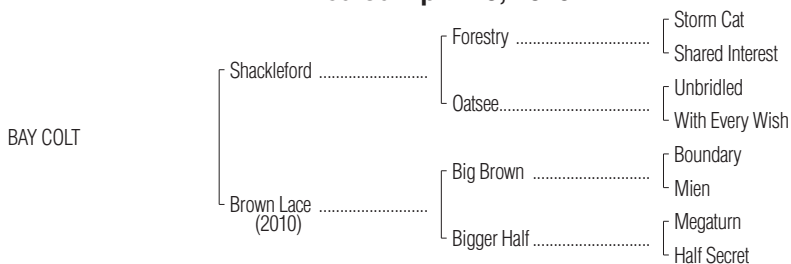 Storm Cat
Forestry ..............................
Shared Interest
Shackleford ........................
Unbridled
Oatsee..................................
With Every Wish
BAY COLT
Boundary
Big Brown ..........................
Mien
Brown Lace ........................
(2010)
Megaturn
Bigger Half ..........................
Half Secret